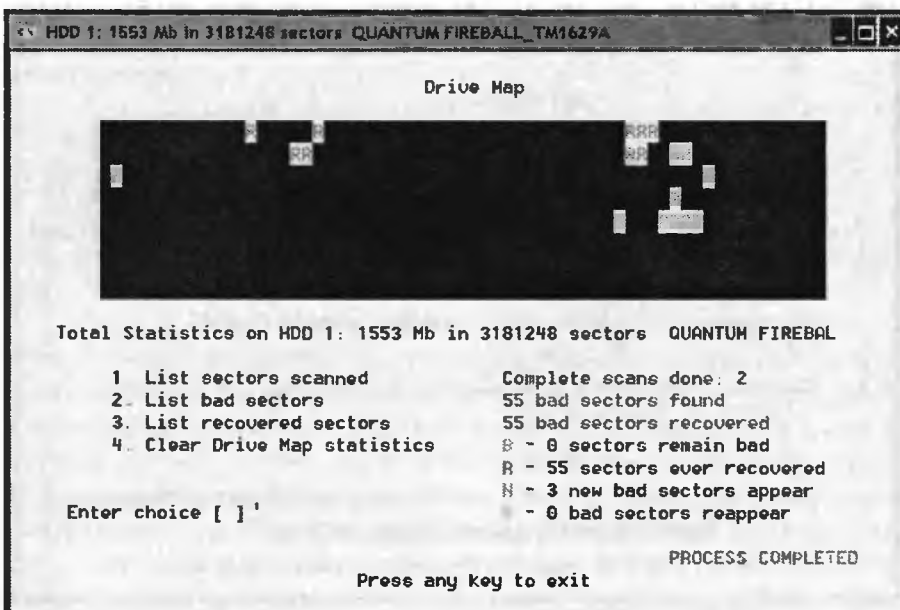 HDD 1: 1553 Mb in 3181248 sectors QUANTUM FIREBALL_TM1629A
Drive Map
R R RRR
RR RR
Total Statistics on HDD 1: 1553 Mb in 3181248 sectors QUANTUM FIREBAL
1 List sectors scanned
2. List bad sectors
3. List recovered sectors
4. Clear Drive Map statistics
Enter choice [ ]
Complete scans done: 2
55 bad sectors found
55 bad sectors recovered
B - 0 sectors remain bad
R - 55 sectors ever recovered
N - 3 new bad sectors appear
- 0 bad sectors reappear
PROCESS COMPLETED
Press any key to exit